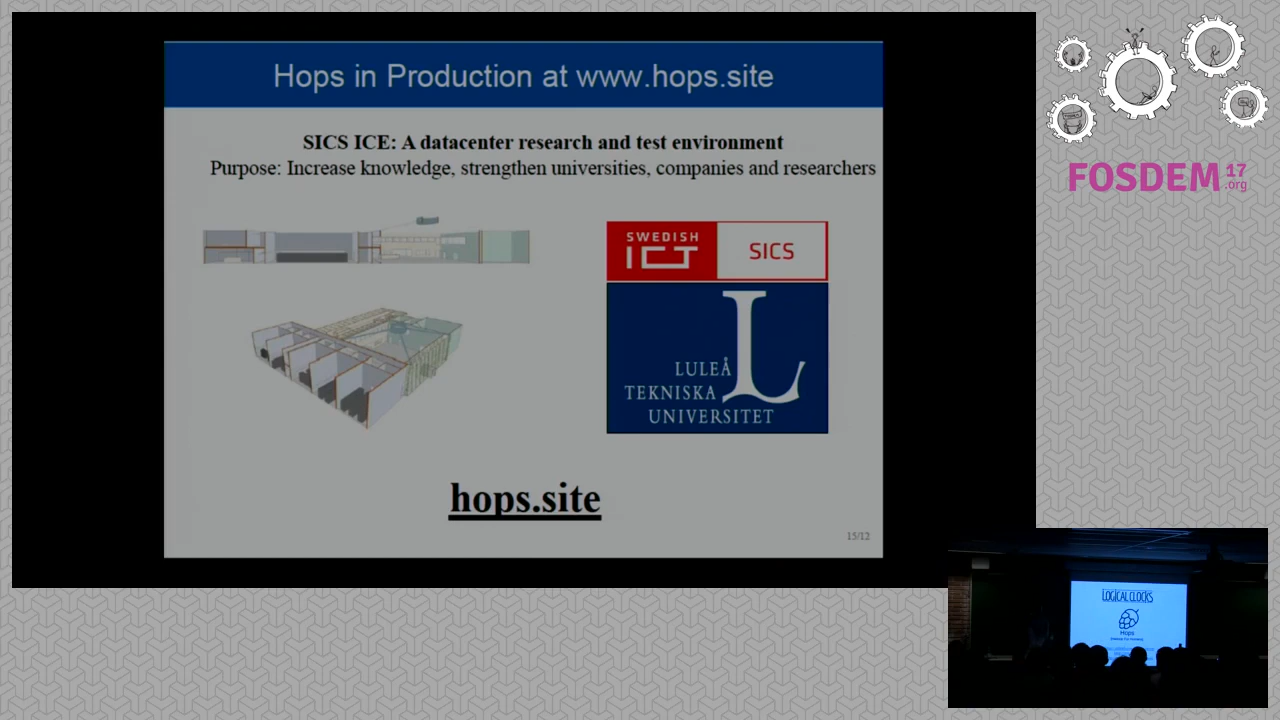 Hops in Production at www.hops.site
SICS ICE: A datacenter research and test environment
Purpose: Increase knowledge, strengthen universities, companies and researchers
SWEDISH
ICT
SICS
LULEÅ
TEKNISKA
UNIVERSITET
L
hops.site
15/12
FOSDEM 17
.org
LOGICAL CLOCKS
Hops